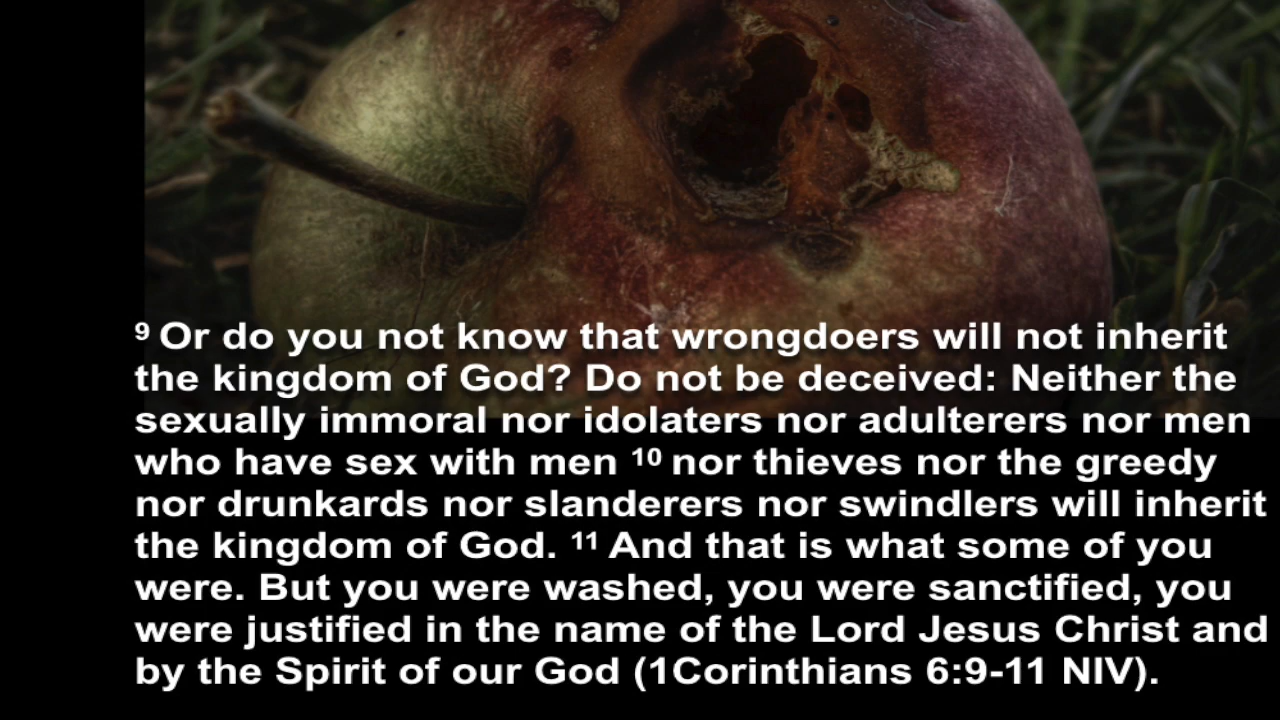 ⁹ Or do you not know that wrongdoers will not inherit
the kingdom of God? Do not be deceived: Neither the
sexually immoral nor idolaters nor adulterers nor men
who have sex with men ¹⁰ nor thieves nor the greedy
nor drunkards nor slanderers nor swindlers will inherit
the kingdom of God. ¹¹ And that is what some of you
were. But you were washed, you were sanctified, you
were justified in the name of the Lord Jesus Christ and
by the Spirit of our God (1Corinthians 6:9-11 NIV).